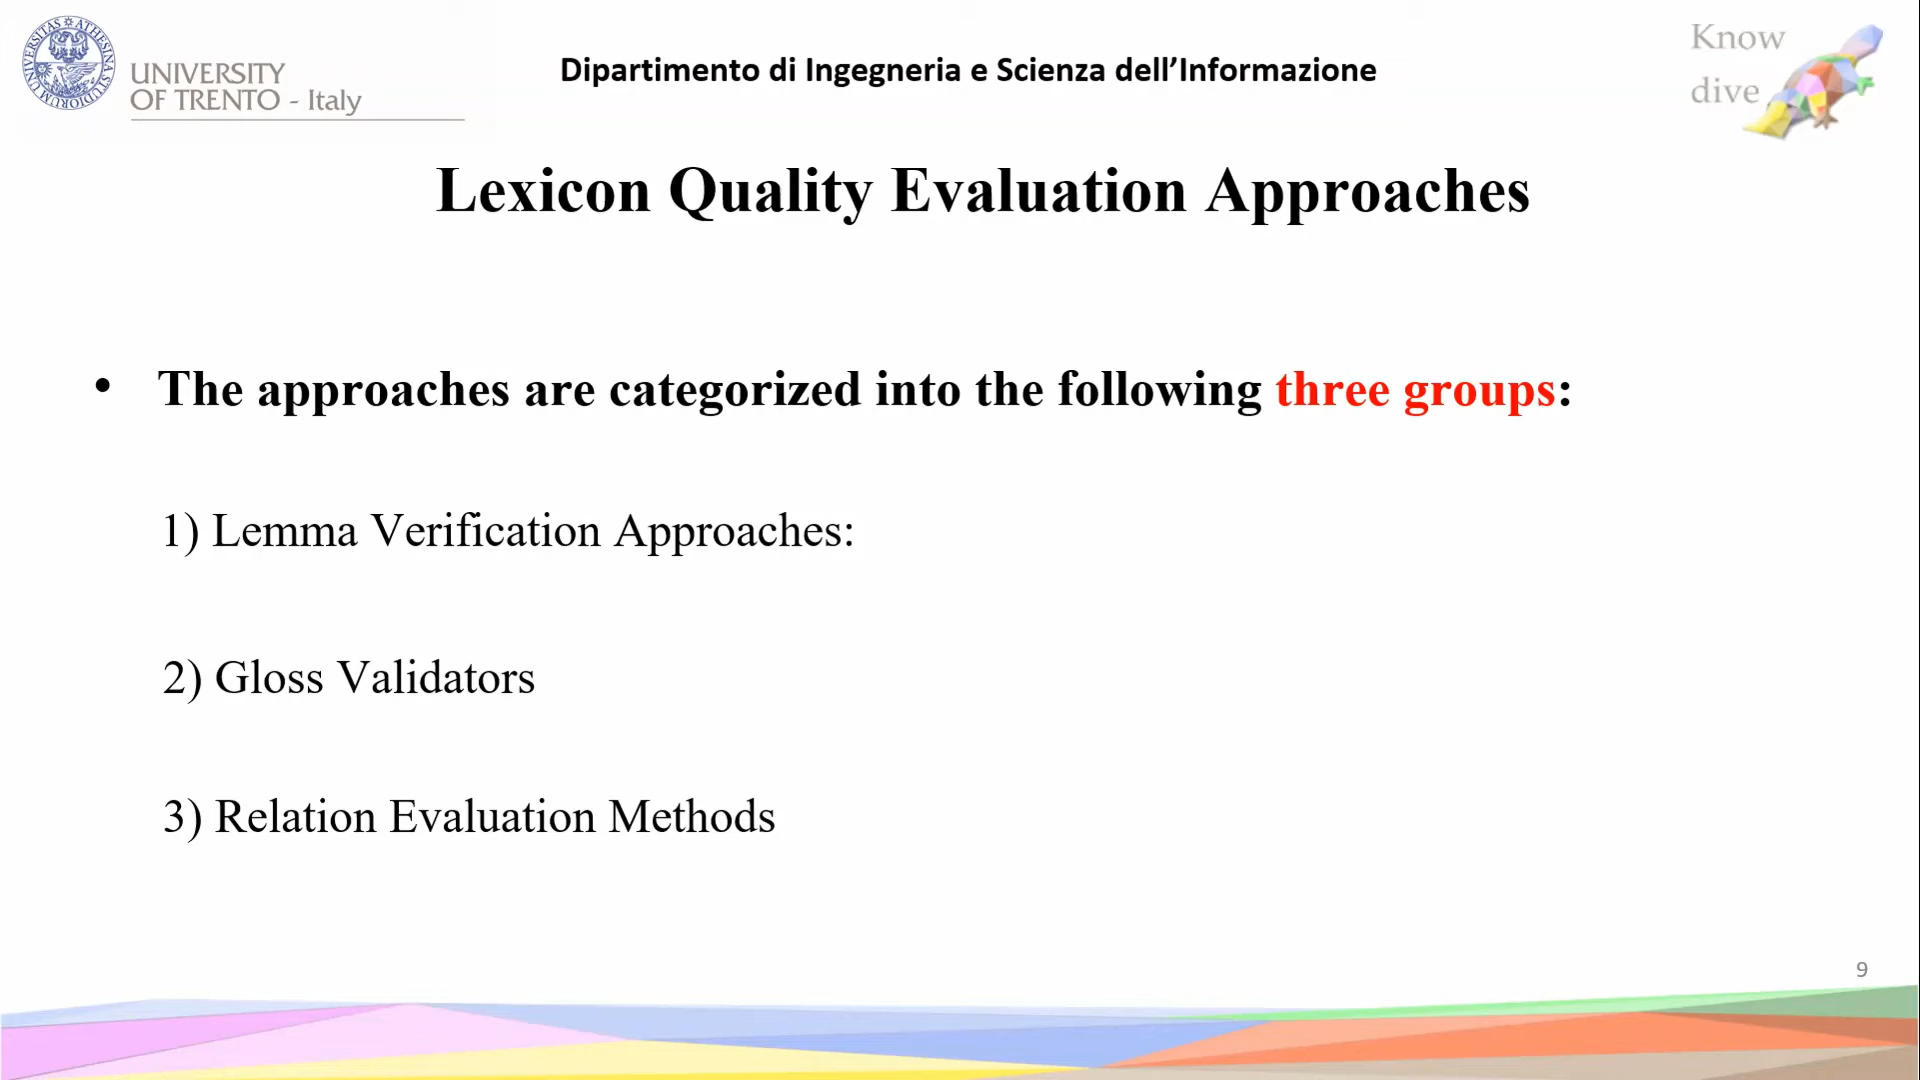 UNIVERSITY
OF TRENTO - Italy
Dipartimento di Ingegneria e Scienza dell’Informazione
Know
dive
Lexicon Quality Evaluation Approaches
• The approaches are categorized into the following three groups:
1) Lemma Verification Approaches:
2) Gloss Validators
3) Relation Evaluation Methods
9